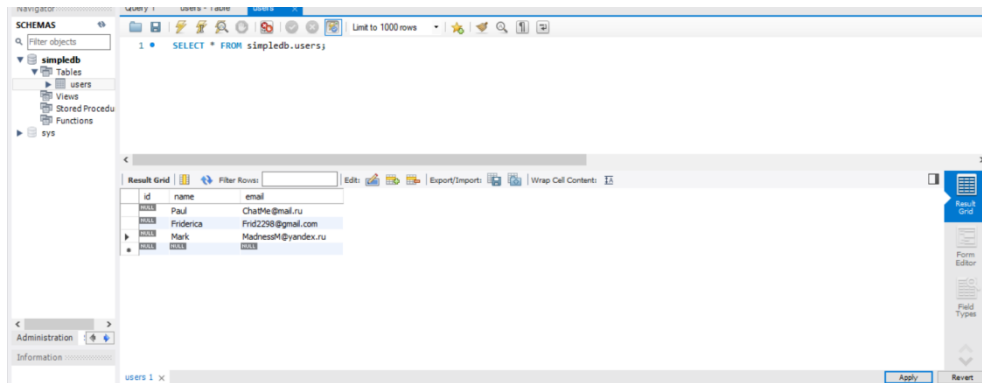 Navigator
Query 1 users - Table users
SCHEMAS
Filter objects
simpledb
Tables
users
Views
Stored Procedu
Functions
sys
Limit to 1000 rows
1 SELECT * FROM simpledb.users;
Result Grid Filter Rows: Edit: Export/Import: Wrap Cell Content:
id name email
NULL Paul ChatMe@mail.ru
NULL Friderica Frid2298@gmail.com
NULL Mark MadnessM@yandex.ru
NULL NULL NULL
Result
Grid
Form
Editor
Field
Types
Administration
Information
users 1
Apply Revert